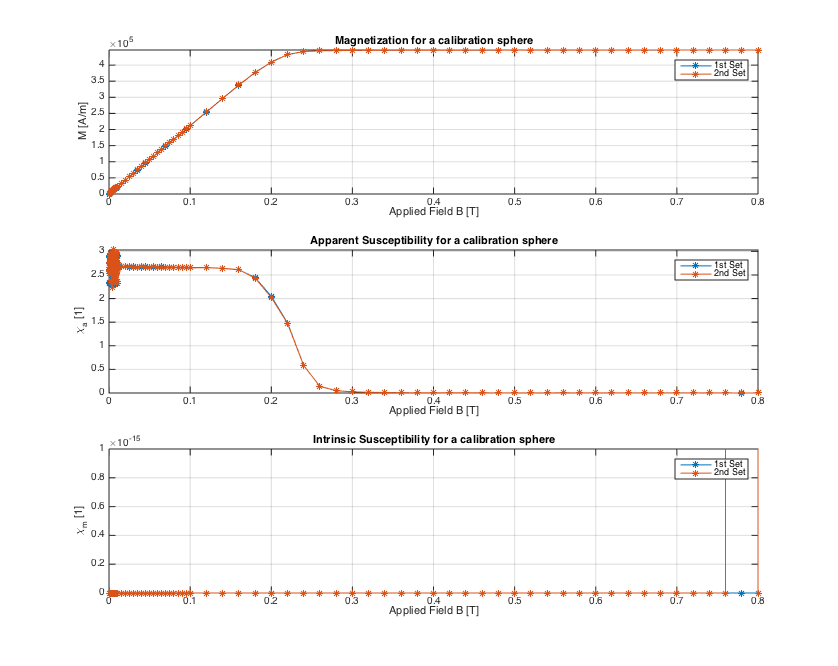 Magnetization for a calibration sphere
×10^5
4
3.5
3
2.5
2
1.5
1
0.5
0
M [A/m]
1st Set
2nd Set
0 0.1 0.2 0.3 0.4 0.5 0.6 0.7 0.8
Applied Field B [T]
Apparent Susceptibility for a calibration sphere
3
2.5
2
1.5
1
0.5
0
χₐ [1]
1st Set
2nd Set
0 0.1 0.2 0.3 0.4 0.5 0.6 0.7 0.8
Applied Field B [T]
Intrinsic Susceptibility for a calibration sphere
×10^-15
1
0.8
0.6
0.4
0.2
0
χₘ [1]
1st Set
2nd Set
0 0.1 0.2 0.3 0.4 0.5 0.6 0.7 0.8
Applied Field B [T]